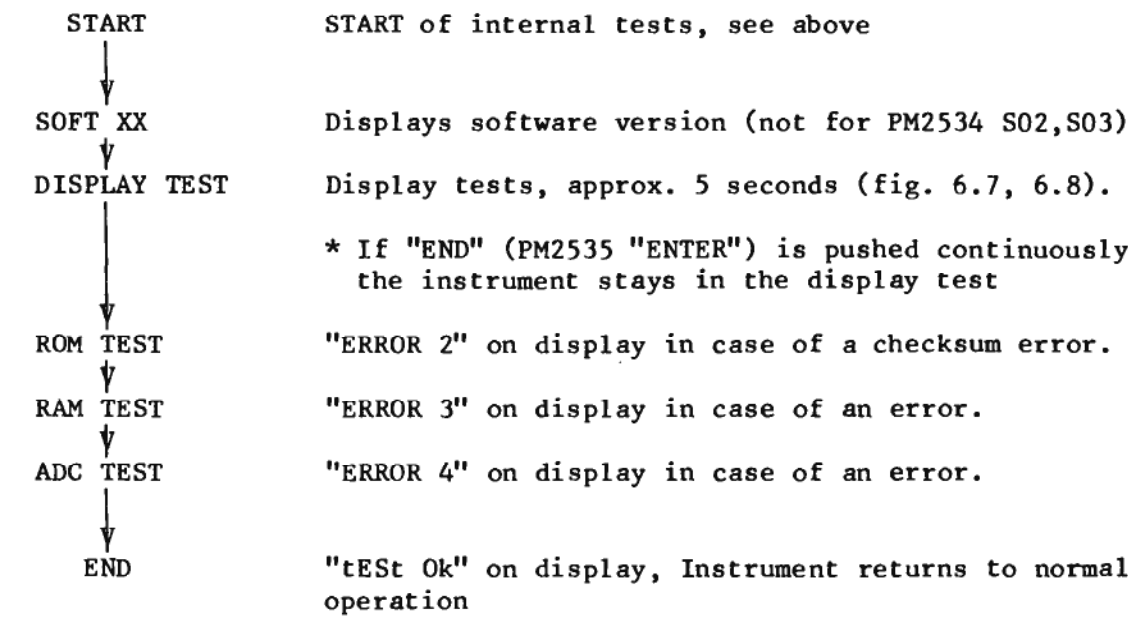 START START of internal tests, see above
SOFT XX Displays software version (not for PM2534 S02,S03)
DISPLAY TEST Display tests, approx. 5 seconds (fig. 6.7, 6.8).
* If "END" (PM2535 "ENTER") is pushed continuously
the instrument stays in the display test
ROM TEST "ERROR 2" on display in case of a checksum error.
RAM TEST "ERROR 3" on display in case of an error.
ADC TEST "ERROR 4" on display in case of an error.
END "tESt Ok" on display, Instrument returns to normal
operation